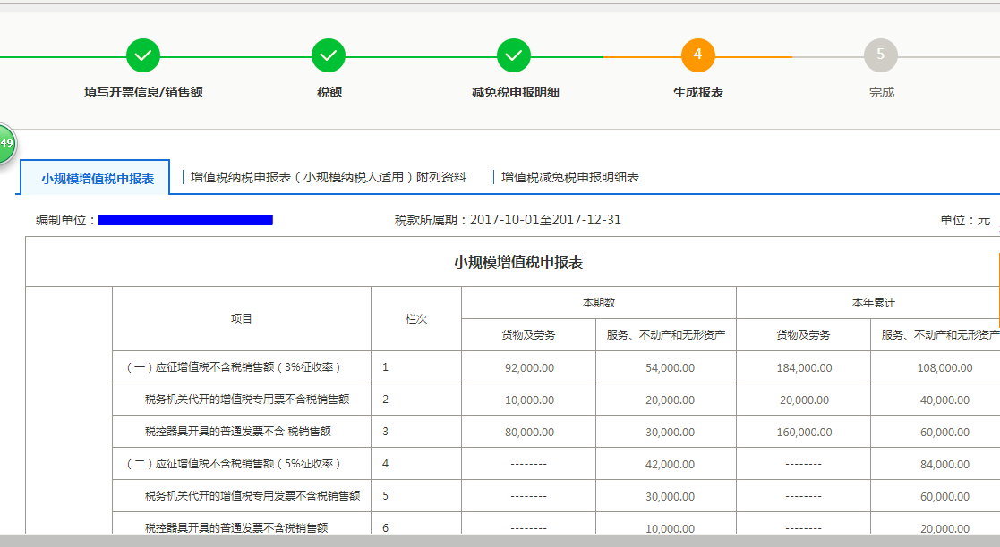 4
5
填写开票信息/销售额
税额
减免税申报明细
生成报表
完成
49
小规模增值税申报表
增值税纳税申报表（小规模纳税人适用）附列资料
增值税减免税申报明细表
编制单位：
税款所属期：2017-10-01至2017-12-31
单位：元
小规模增值税申报表
项目
栏次
本期数
本年累计
货物及劳务
服务、不动产和无形资产
货物及劳务
服务、不动产和无形资产
（一）应征增值税不含税销售额（3%征收率） 1 92,000.00 54,000.00 184,000.00 108,000.00
税务机关代开的增值税专用票不含税销售额 2 10,000.00 20,000.00 20,000.00 40,000.00
税控器具开具的普通发票不含 税销售额 3 80,000.00 30,000.00 160,000.00 60,000.00
（二）应征增值税不含税销售额（5%征收率） 4 -------- 42,000.00 -------- 84,000.00
税务机关代开的增值税专用发票不含税销售额 5 -------- 30,000.00 -------- 60,000.00
税控器具开具的普通发票不含税销售额 6 -------- 10,000.00 -------- 20,000.00